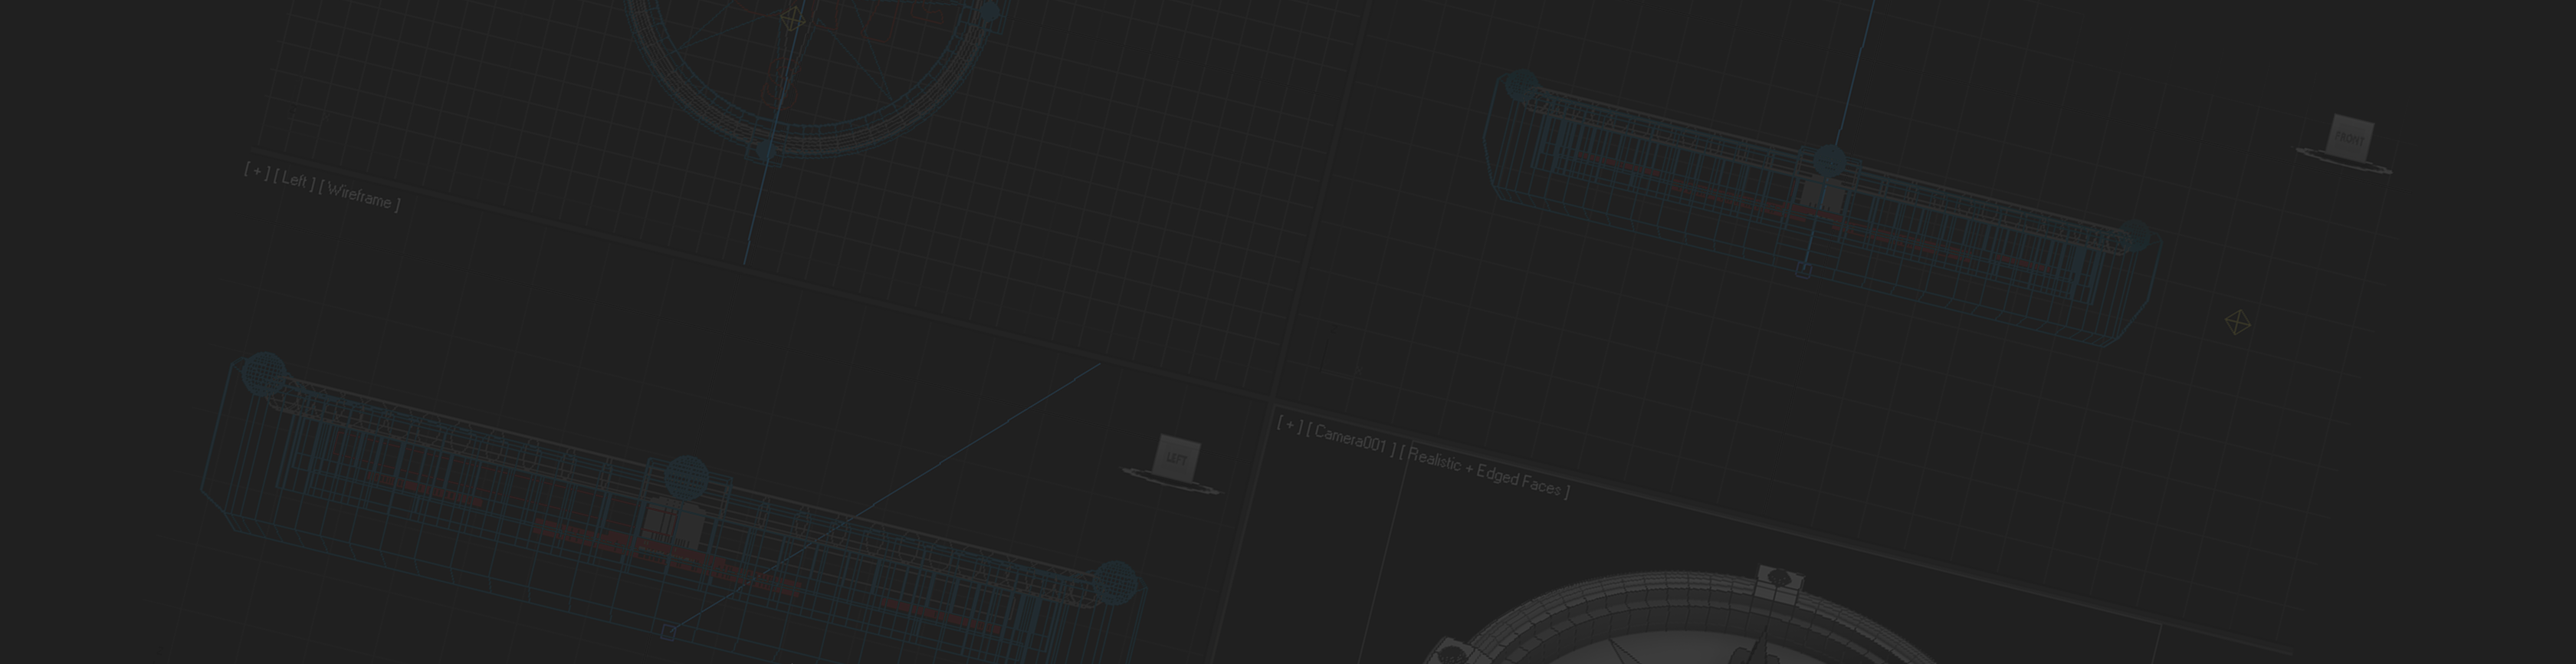 [ + ] [ Left ] [ Wireframe ]
FRONT
LEFT
[ + ] [ Camera001 ] [ Realistic + Edged Faces ]